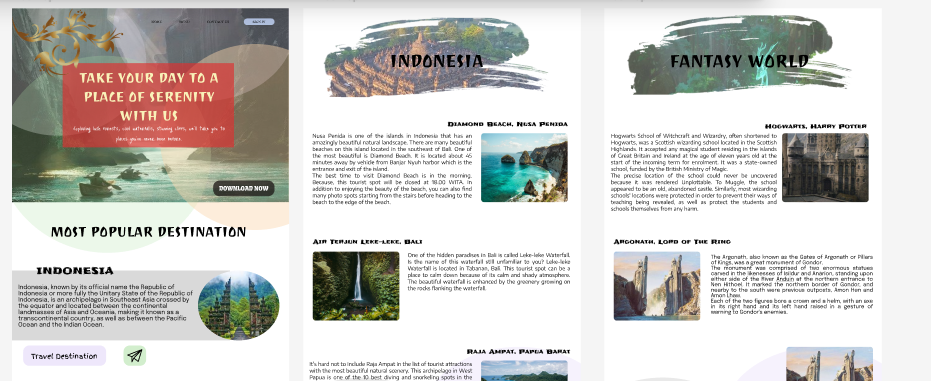 HOME
ABOUT
CONTACT US
SIGN IN
TAKE YOUR DAY TO A
PLACE OF SERENITY
WITH US
Exploring lush forests, cool waterfalls, stunning cliffs, we'll take you to
places you've never been before.
DOWNLOAD NOW
MOST POPULAR DESTINATION
INDONESIA
Indonesia, known by its official name the Republic of
Indonesia or more fully the Unitary State of the Republic of
Indonesia, is an archipelago in Southeast Asia crossed by
the equator and located between the continental
landmasses of Asia and Oceania, making it known as a
transcontinental country, as well as between the Pacific
Ocean and the Indian Ocean.
Travel Destination
INDONESIA
Diamond Beach, Nusa Penida
Nusa Penida is one of the islands in Indonesia that has an
amazingly beautiful natural landscape. There are many beautiful
beaches on this island located in the southeast of Bali. One of
the most beautiful is Diamond Beach. It is located about 45
minutes away by vehicle from Banjar Nyuh harbor which is the
entrance and exit of the island.
The best time to visit Diamond Beach is in the morning.
Because, the tourist spot will be closed at 18.00 WITA. In
addition to enjoying the beauty of the beach, you can also find
many photo spots starting from the stairs before heading to the
beach to the edge of the beach.
Air Terjun Leke-Leke, Bali
One of the hidden paradises in Bali is called Leke-leke Waterfall.
Is the name of this waterfall still unfamiliar to you? Leke-leke
Waterfall is located in Tabanan, Bali. This tourist spot can be a
place to calm down because of its calm and shady atmosphere.
The beautiful waterfall is enhanced by the greenery growing on
the rocks flanking the waterfall.
Raja Ampat, Papua Barat
It's hard not to include Raja Ampat in the list of tourist attractions
with the most beautiful natural scenery. This archipelago in West
Papua is one of the 10 best diving and snorkeling spots in the
FANTASY WORLD
Hogwarts, Harry Potter
Hogwarts School of Witchcraft and Wizardry, often shortened to
Hogwarts, was a Scottish wizarding school located in the Scottish
Highlands. It accepted any magical student residing in the islands
of Great Britain and Ireland at the age of eleven years old at the
start of the incoming term for enrolment. It was a state-owned
school, funded by the British Ministry of Magic.
The precise location of the school could never be uncovered
because it was rendered Unplottable. To Muggle, the school
appeared to be an old, abandoned castle. Similarly, most wizarding
schools' locations were protected in order to prevent their ways of
teaching being revealed, as well as protect the students and
schools themselves from any harm.
Argonath, Lord Of The Ring
The Argonath, also known as the Gates of Argonath or Pillars
of Kings, was a great monument of Gondor.
The monument was comprised of two enormous statues
carved in the likenesses of Isildur and Anarion, standing upon
either side of the River Anduin at the northern entrance to
Nen Hithoel. It marked the northern border of Gondor, and
nearby to the south were previous outposts, Amon Hen and
Amon Lhaw.
Each of the two figures bors a crown and a helm, with an axe
in its right hand and its left hand raised in a gesture of
warning to Gondor's enemies.